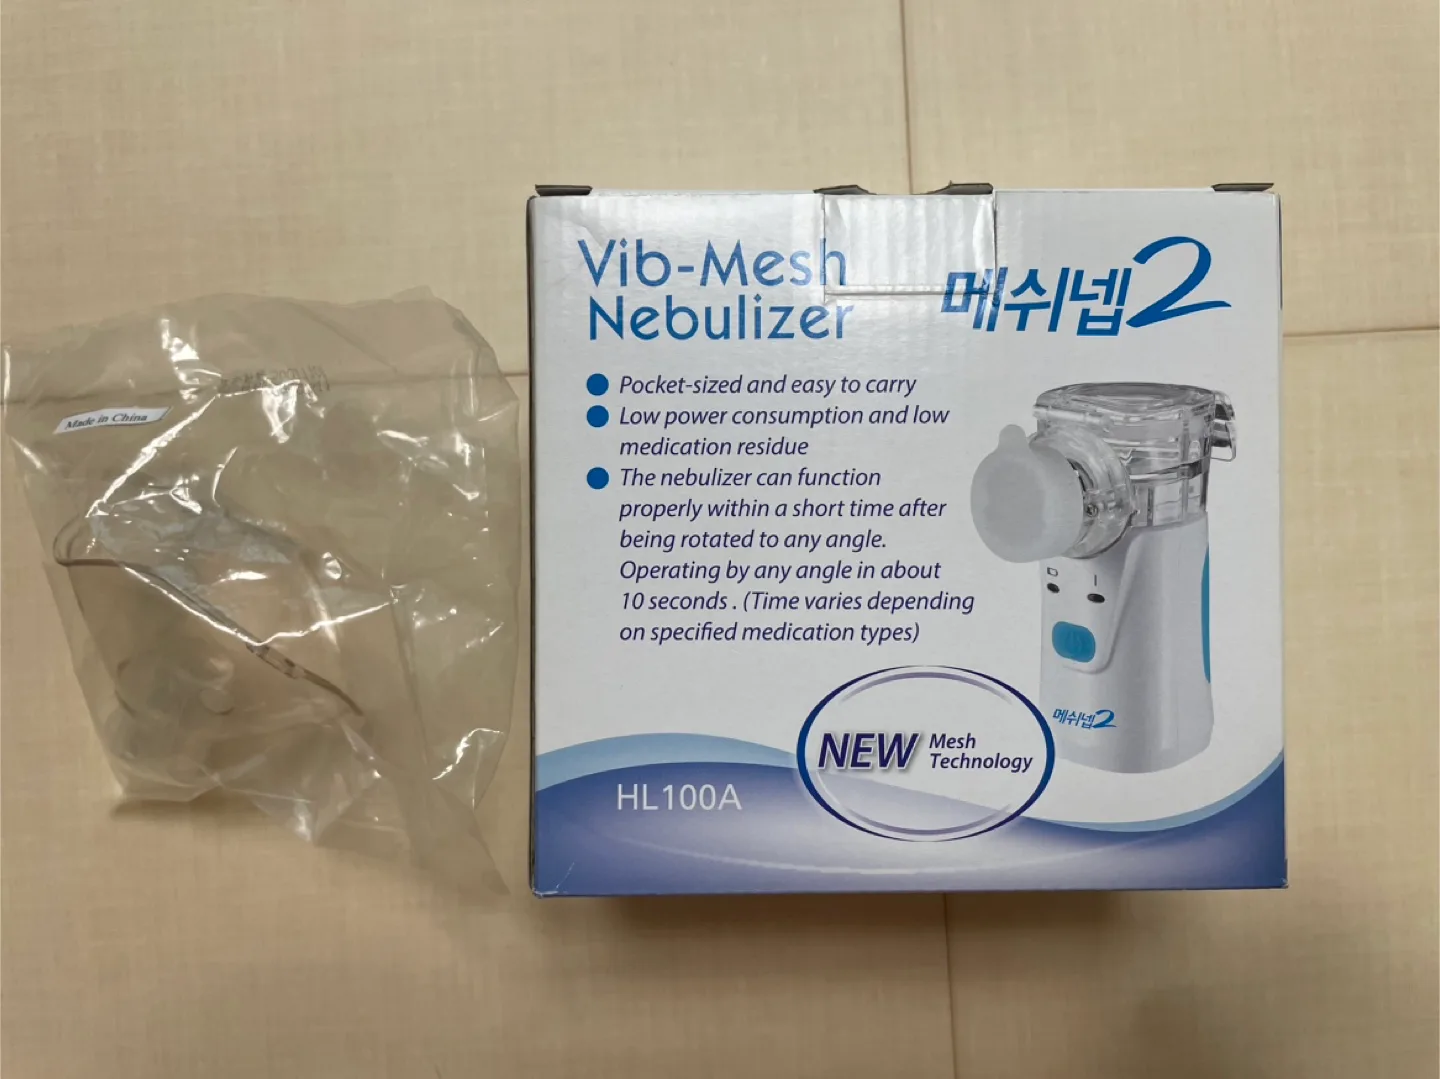 Made in China
Vib-Mesh
Nebulizer
메쉬넵2
Pocket-sized and easy to carry
Low power consumption and low
medication residue
The nebulizer can function
properly within a short time after
being rotated to any angle.
Operating by any angle in about
10 seconds . (Time varies depending
on specified medication types)
메쉬넵2
NEW Mesh
Technology
HL100A